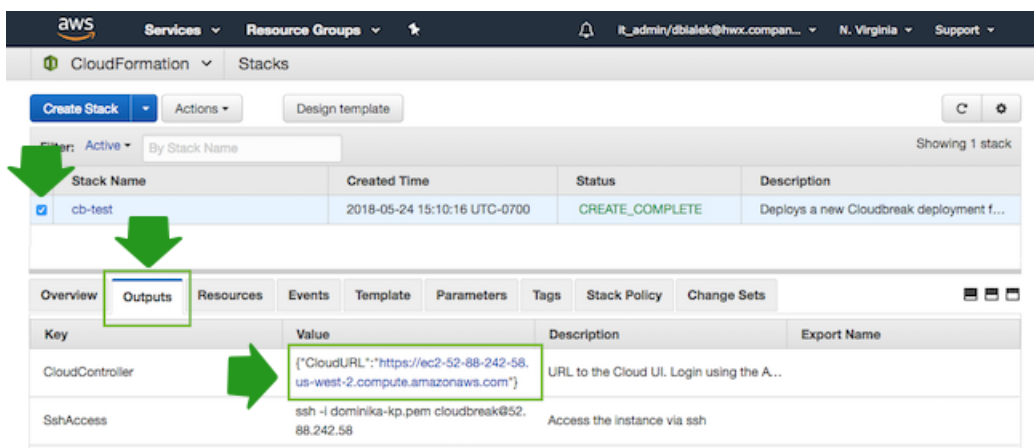 aws Services Resource Groups it_admin/dbialek@hwx.compan... N. Virginia Support
CloudFormation Stacks
Create Stack Actions Design template
Filter: Active By Stack Name Showing 1 stack
Stack Name Created Time Status Description
cb-test 2018-05-24 15:10:16 UTC-0700 CREATE_COMPLETE Deploys a new Cloudbreak deployment f...
Overview Outputs Resources Events Template Parameters Tags Stack Policy Change Sets
Key Value Description Export Name
CloudController {"CloudURL":"https://ec2-52-88-242-58. URL to the Cloud UI. Login using the A...
us-west-2.compute.amazonaws.com"}
SshAccess ssh -i dominika-kp.pem cloudbreak@52. Access the instance via ssh
88.242.58